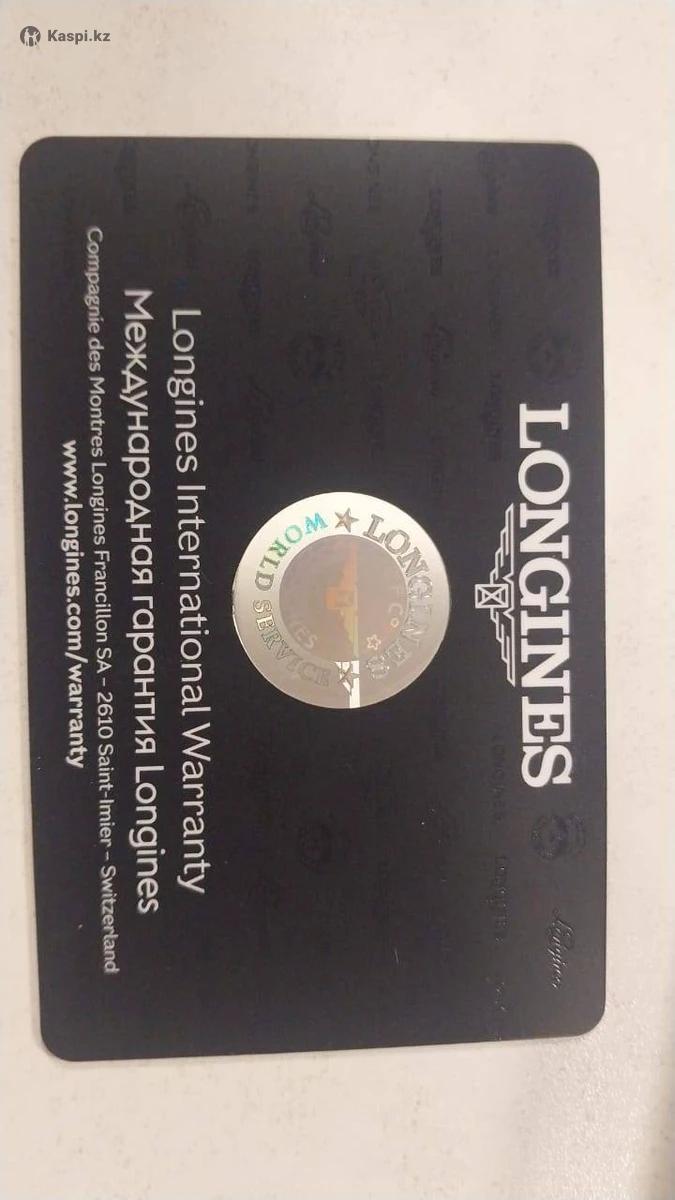 Kaspi.kz
LONGINES
LONGINES
WORLD SERVICE
Longines International Warranty
Международная гарантия Longines
Compagnie des Montres Longines Francillon SA – 2610 Saint-Imier – Switzerland
www.longines.com/warranty